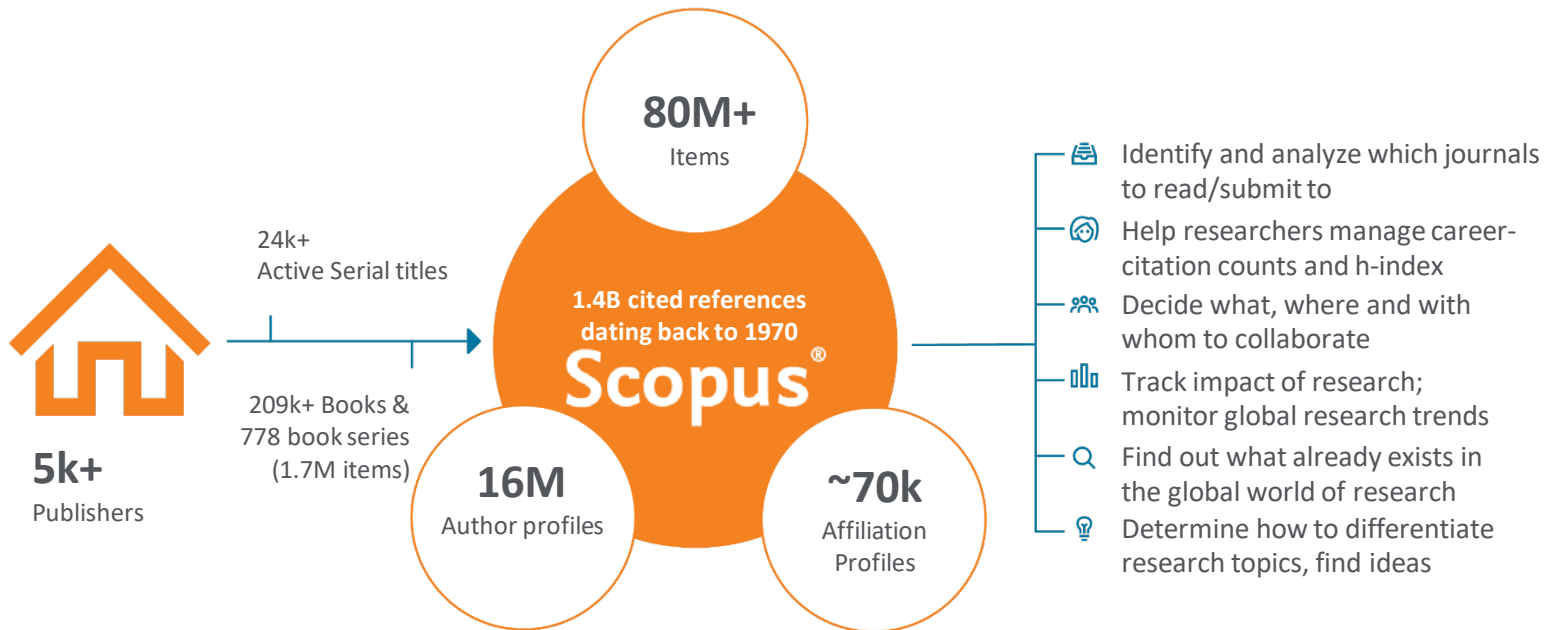 5k+
Publishers
24k+
Active Serial titles
209k+ Books &
778 book series
(1.7M items)
80M+
Items
1.4B cited references
dating back to 1970
Scopus®
16M
Author profiles
~70k
Affiliation
Profiles
Identify and analyze which journals
to read/submit to
Help researchers manage career-
citation counts and h-index
Decide what, where and with
whom to collaborate
Track impact of research;
monitor global research trends
Find out what already exists in
the global world of research
Determine how to differentiate
research topics, find ideas